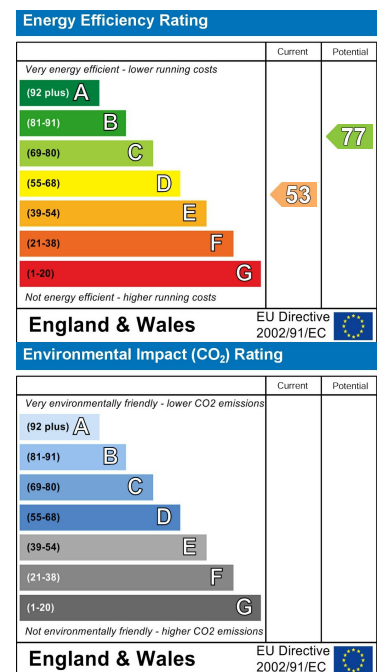 Energy Efficiency Rating
Current Potential
Very energy efficient - lower running costs
(92 plus) A
(81-91) B
77
(69-80) C
(55-68) D
53
(39-54) E
(21-38) F
(1-20) G
Not energy efficient - higher running costs
England & Wales
EU Directive
2002/91/EC
Environmental Impact (CO₂) Rating
Current Potential
Very environmentally friendly - lower CO2 emissions
(92 plus) A
(81-91) B
(69-80) C
(55-68) D
(39-54) E
(21-38) F
(1-20) G
Not environmentally friendly - higher CO2 emissions
England & Wales
EU Directive
2002/91/EC